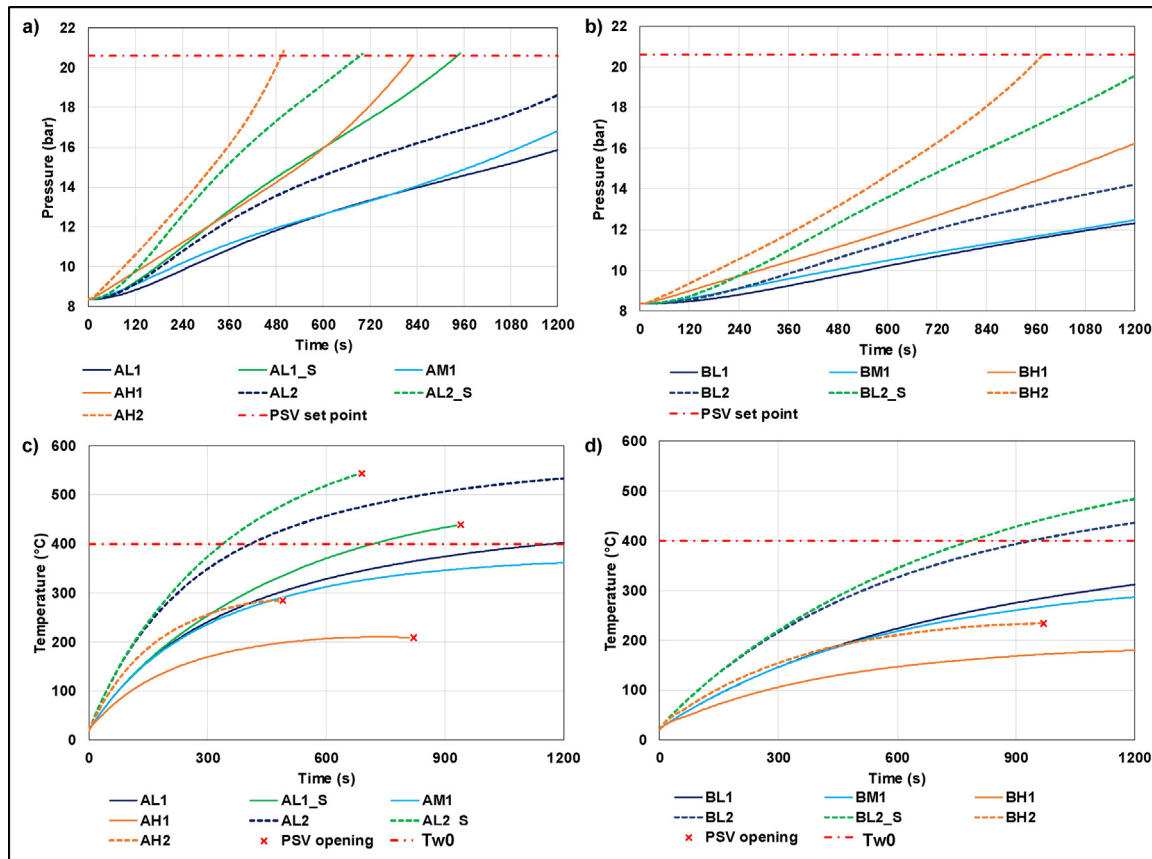 a)
22
20
18
16
14
12
10
8
Pressure (bar)
0 120 240 360 480 600 720 840 960 1080 1200
Time (s)
AL1 AL1_S AM1
AH1 AL2 AL2_S
AH2 PSV set point
b)
22
20
18
16
14
12
10
8
Pressure (bar)
0 120 240 360 480 600 720 840 960 1080 1200
Time (s)
BL1 BM1 BH1
BL2 BL2_S BH2
PSV set point
c)
600
500
400
300
200
100
0
Temperature (°C)
0 300 600 900 1200
Time (s)
AL1 AL1_S AM1
AH1 AL2 AL2_S
AH2 PSV opening Tw0
d)
600
500
400
300
200
100
0
Temperature (°C)
0 300 600 900 1200
Time (s)
BL1 BM1 BH1
BL2 BL2_S BH2
PSV opening Tw0